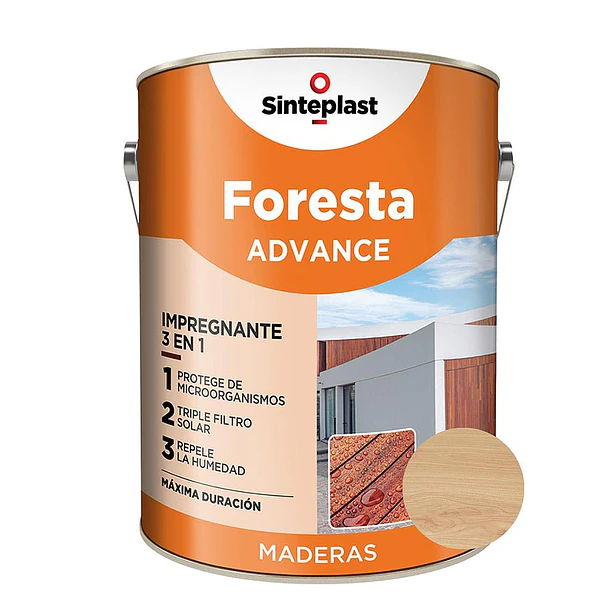 Sinteplast
Foresta
ADVANCE
IMPREGNANTE
3 EN 1
1 PROTEGE DE
MICROORGANISMOS
2 TRIPLE FILTRO
SOLAR
3 REPELE
LA HUMEDAD
MÁXIMA DURACIÓN
MADERAS